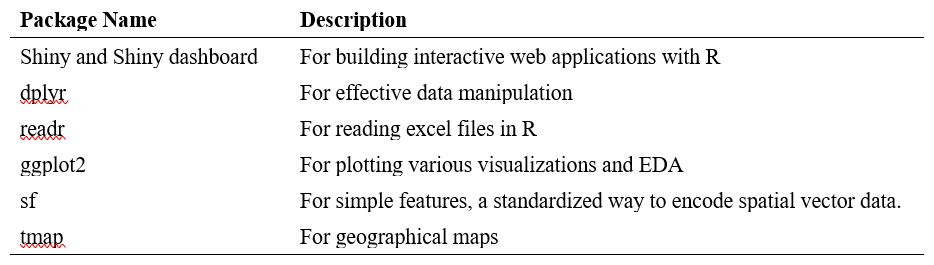 Package Name Description
Shiny and Shiny dashboard For building interactive web applications with R
dplyr For effective data manipulation
readr For reading excel files in R
ggplot2 For plotting various visualizations and EDA
sf For simple features, a standardized way to encode spatial vector data.
tmap For geographical maps